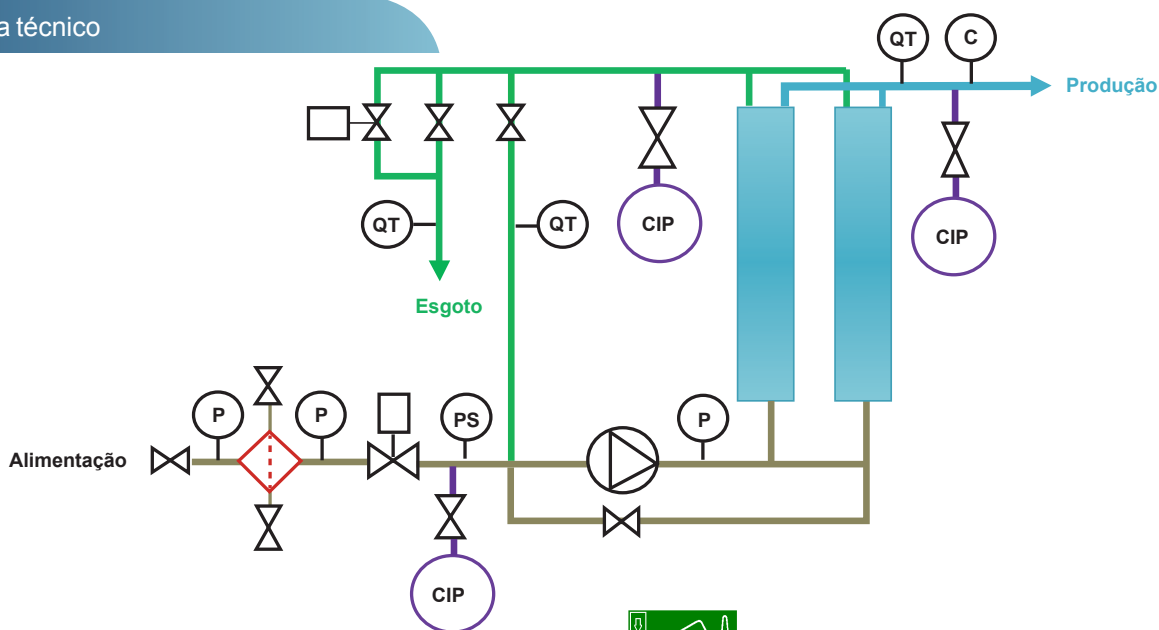 a técnico
QT
C
Produção
QT
QT
CIP
CIP
Esgoto
P
P
PS
P
Alimentação
CIP